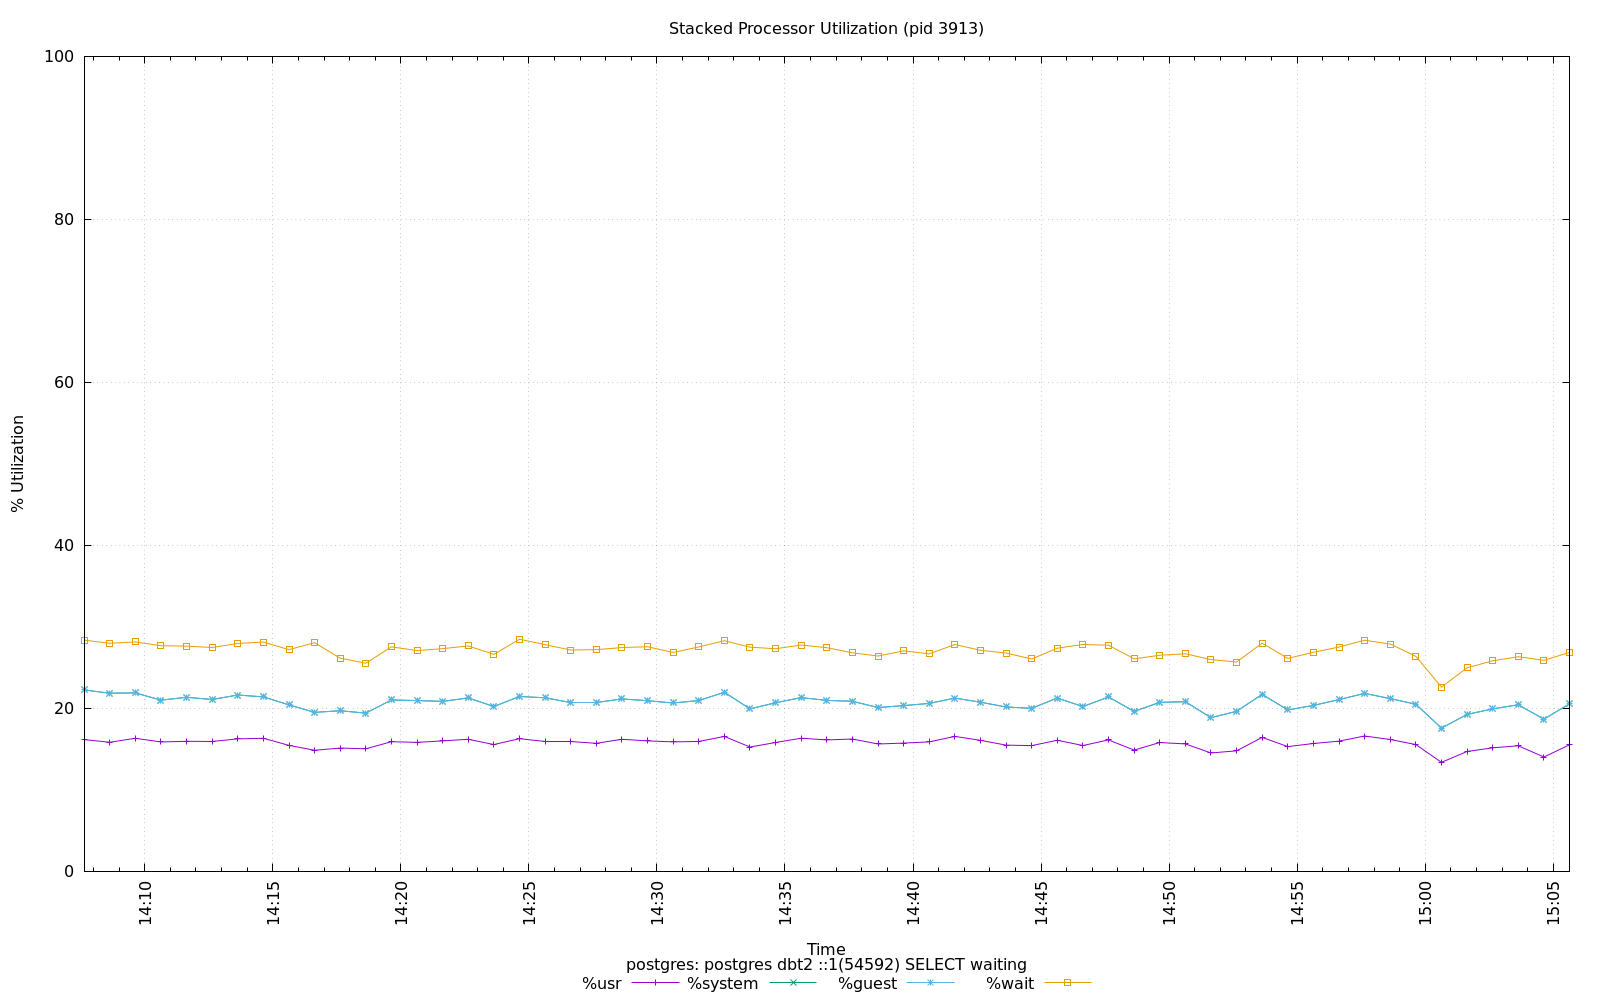 Stacked Processor Utilization (pid 3913)
100
80
60
40
20
0
% Utilization
14:10 14:15 14:20 14:25 14:30 14:35 14:40 14:45 14:50 14:55 15:00 15:05
Time
postgres: postgres dbt2 ::1(54592) SELECT waiting
%usr %system %guest %wait